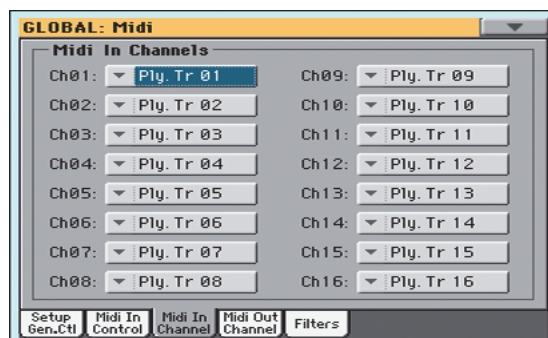 GLOBAL: Midi
Midi In Channels
Ch01: Ply. Tr 01
Ch09: Ply. Tr 09
Ch02: Ply. Tr 02
Ch10: Ply. Tr 10
Ch03: Ply. Tr 03
Ch11: Ply. Tr 11
Ch04: Ply. Tr 04
Ch12: Ply. Tr 12
Ch05: Ply. Tr 05
Ch13: Ply. Tr 13
Ch06: Ply. Tr 06
Ch14: Ply. Tr 14
Ch07: Ply. Tr 07
Ch15: Ply. Tr 15
Ch08: Ply. Tr 08
Ch16: Ply. Tr 16
Setup Gen.Ctl
Midi In Control
Midi In Channel
Midi Out Channel
Filters